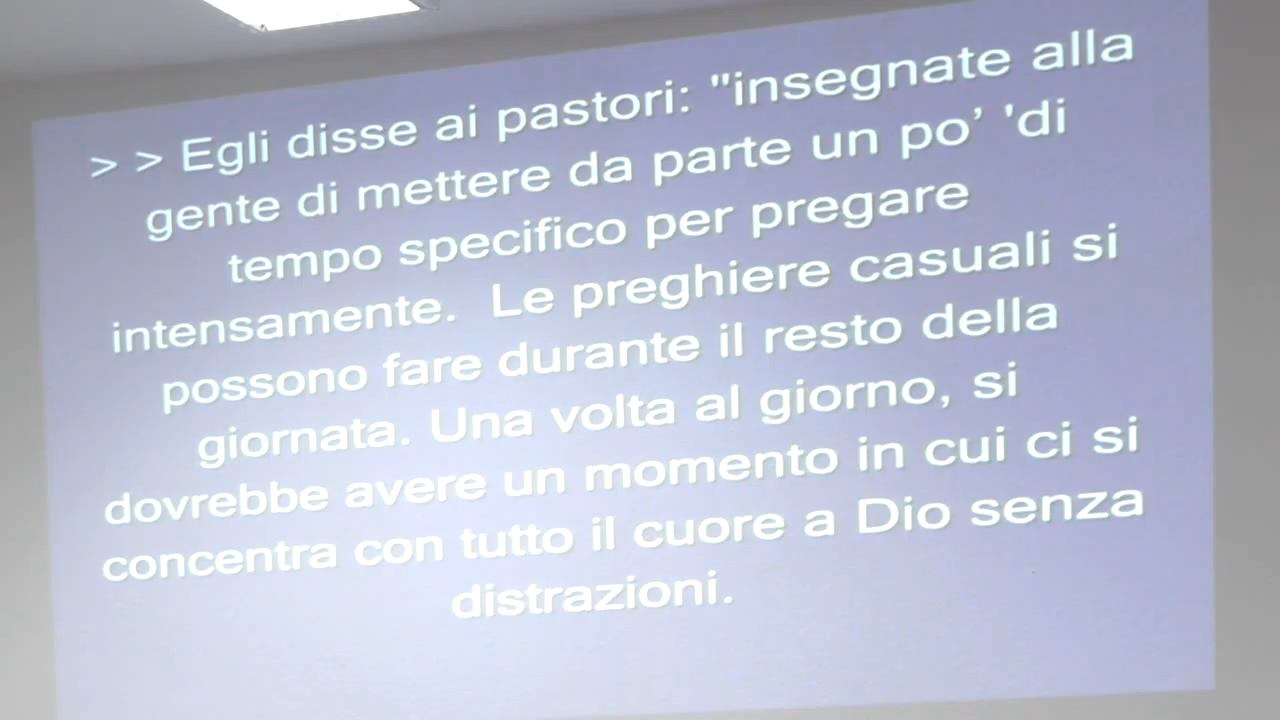 > > Egli disse ai pastori: "insegnate alla
gente di mettere da parte un po’ 'di
tempo specifico per pregare
intensamente.  Le preghiere casuali si
possono fare durante il resto della
giornata. Una volta al giorno, si
dovrebbe avere un momento in cui ci si
concentra con tutto il cuore a Dio senza
distrazioni.